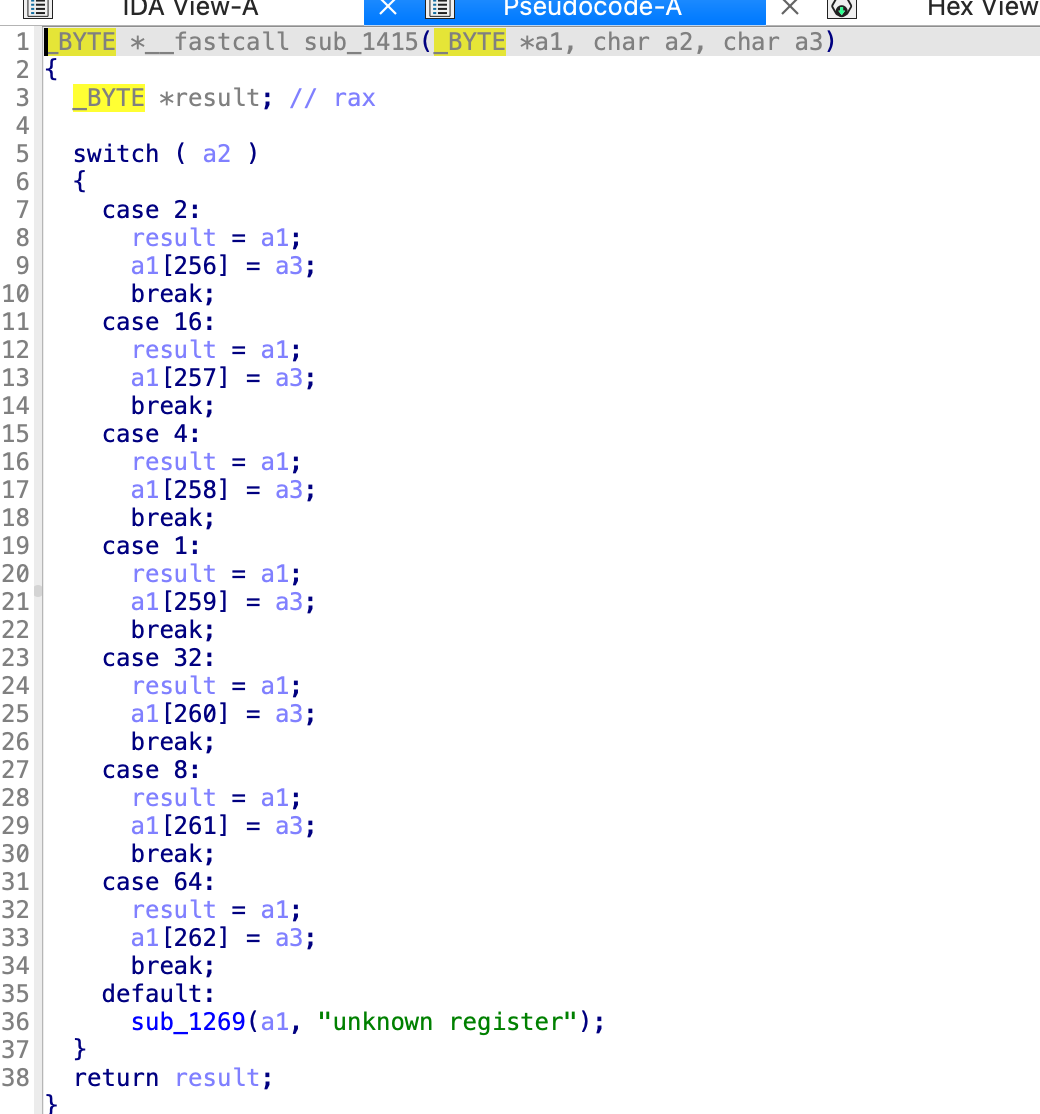 IDA View-A Pseudocode-A Hex View
1 _BYTE *__fastcall sub_1415(_BYTE *a1, char a2, char a3)
2 {
3   _BYTE *result; // rax
4
5   switch ( a2 )
6   {
7     case 2:
8       result = a1;
9       a1[256] = a3;
10       break;
11     case 16:
12       result = a1;
13       a1[257] = a3;
14       break;
15     case 4:
16       result = a1;
17       a1[258] = a3;
18       break;
19     case 1:
20       result = a1;
21       a1[259] = a3;
22       break;
23     case 32:
24       result = a1;
25       a1[260] = a3;
26       break;
27     case 8:
28       result = a1;
29       a1[261] = a3;
30       break;
31     case 64:
32       result = a1;
33       a1[262] = a3;
34       break;
35     default:
36       sub_1269(a1, "unknown register");
37   }
38   return result;
}